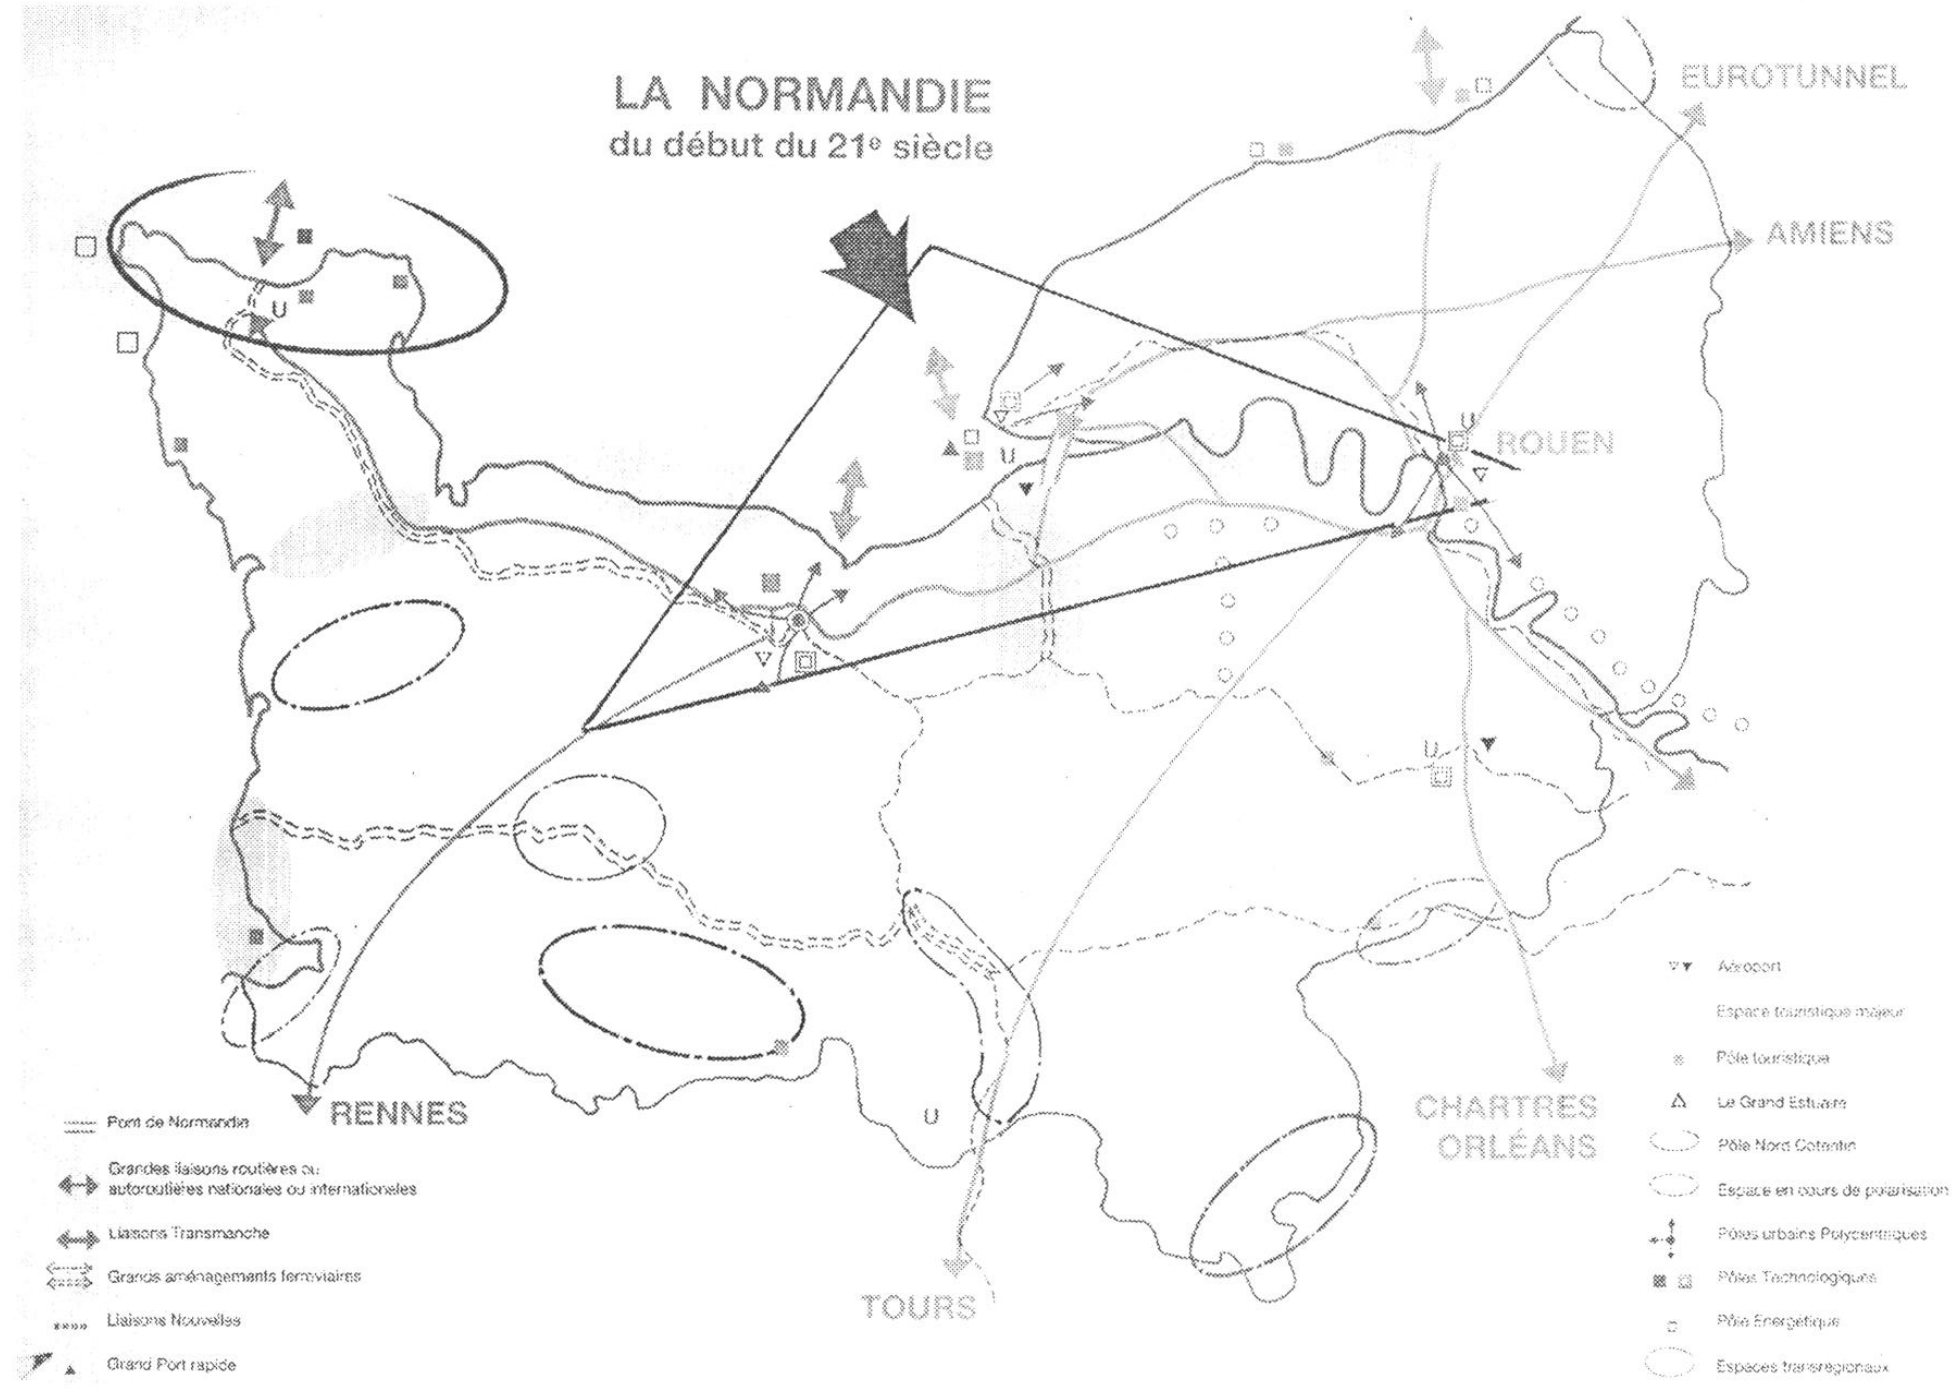 LA NORMANDIE
du début du 21e siècle
EUROTUNNEL
AMIENS
U
U
U
ROUEN
U
U
RENNES
CHARTRES
ORLÉANS
TOURS
Pont de Normandie
Grandes liaisons routières ou
autoroutières nationales ou internationales
Liaisons Transmanche
Grands aménagements ferroviaires
Liaisons Nouvelles
Grand Port rapide
Aéroport
Espace touristique majeur
Pôle touristique
Le Grand Estuaire
Pôle Nord Cotentin
Espace en cours de polarisation
Pôles urbains Polycentriques
Pôles Technologiques
Pôle Energétique
Espaces transrégionaux